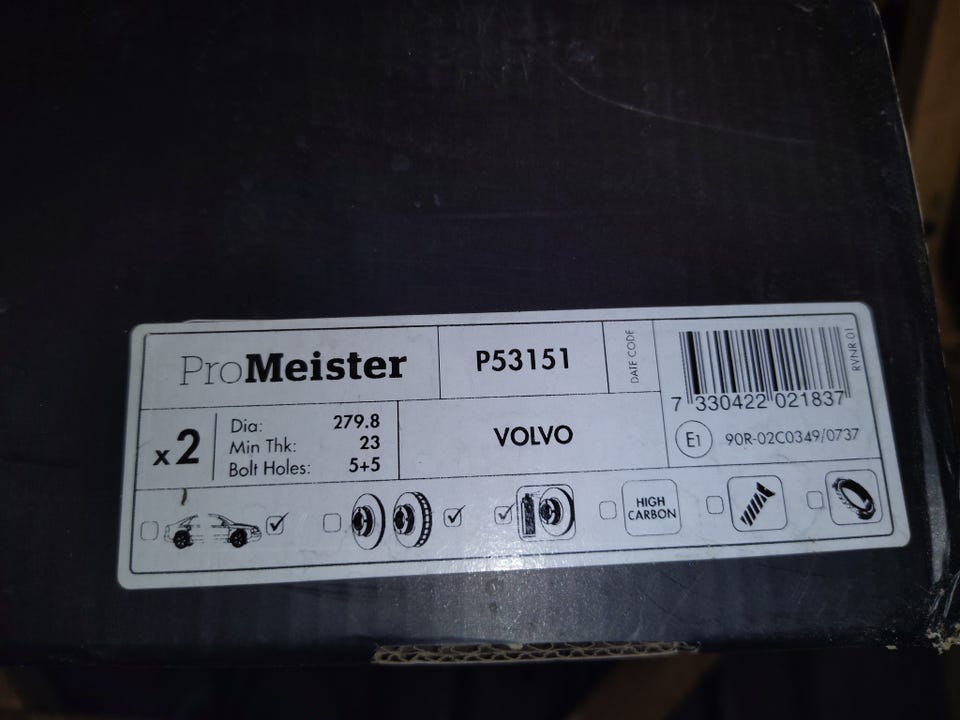 ProMeister
P53151
DATE CODE
7 330422 021837
RVNR 01
x2
Dia: 279.8
Min Thk: 23
Bolt Holes: 5+5
VOLVO
E1 90R-02C0349/0737
HIGH
CARBON